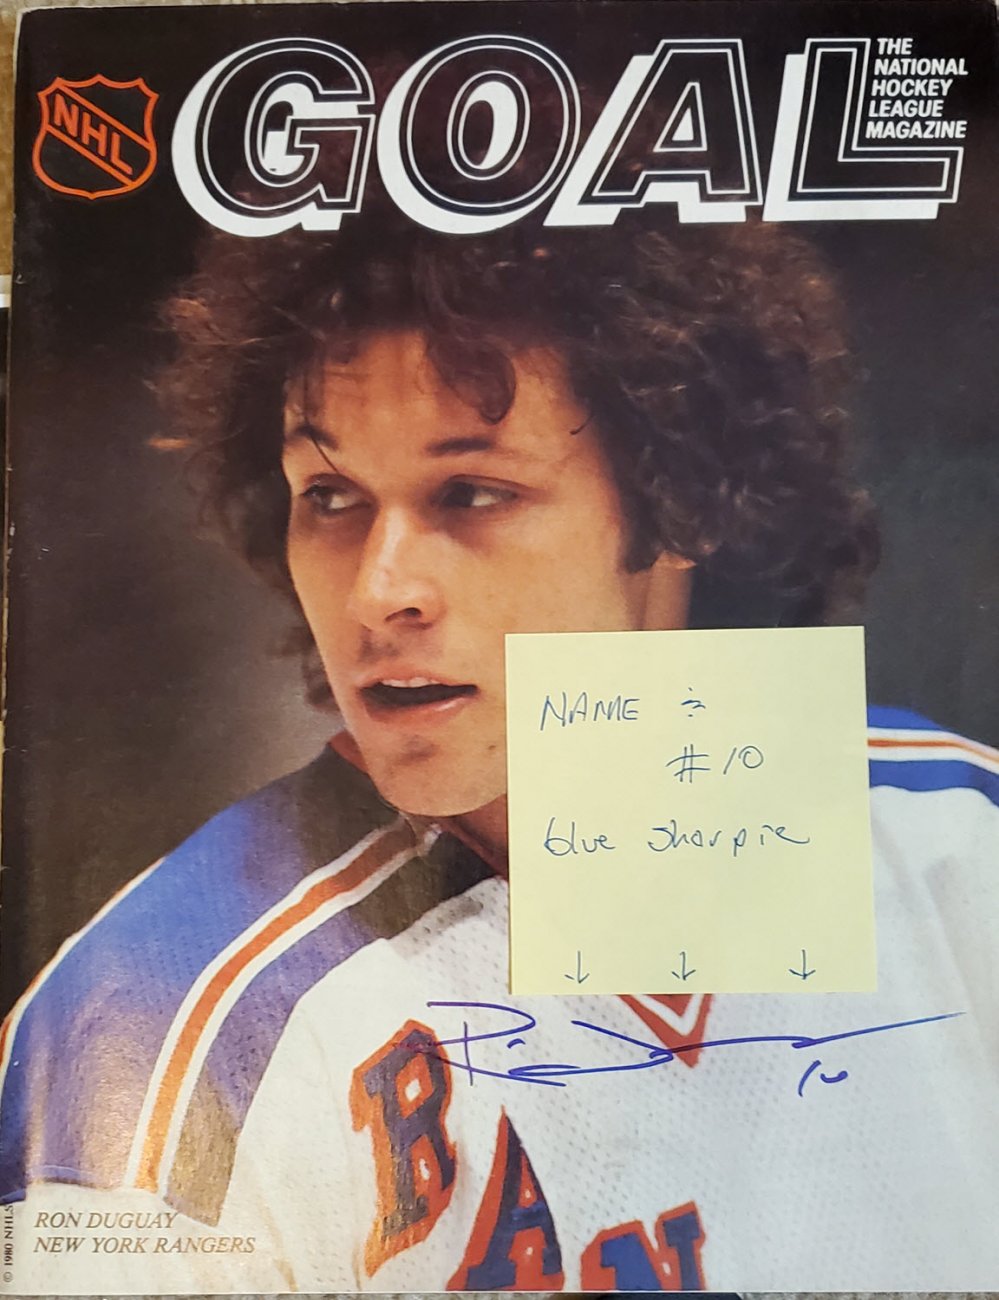 NHL
GOAL
THE
NATIONAL
HOCKEY
LEAGUE
MAGAZINE
NAME &
#10
blue sharpie
↓ ↓ ↓
10
RAN
RON DUGUAY
NEW YORK RANGERS
© 1980 NHLS